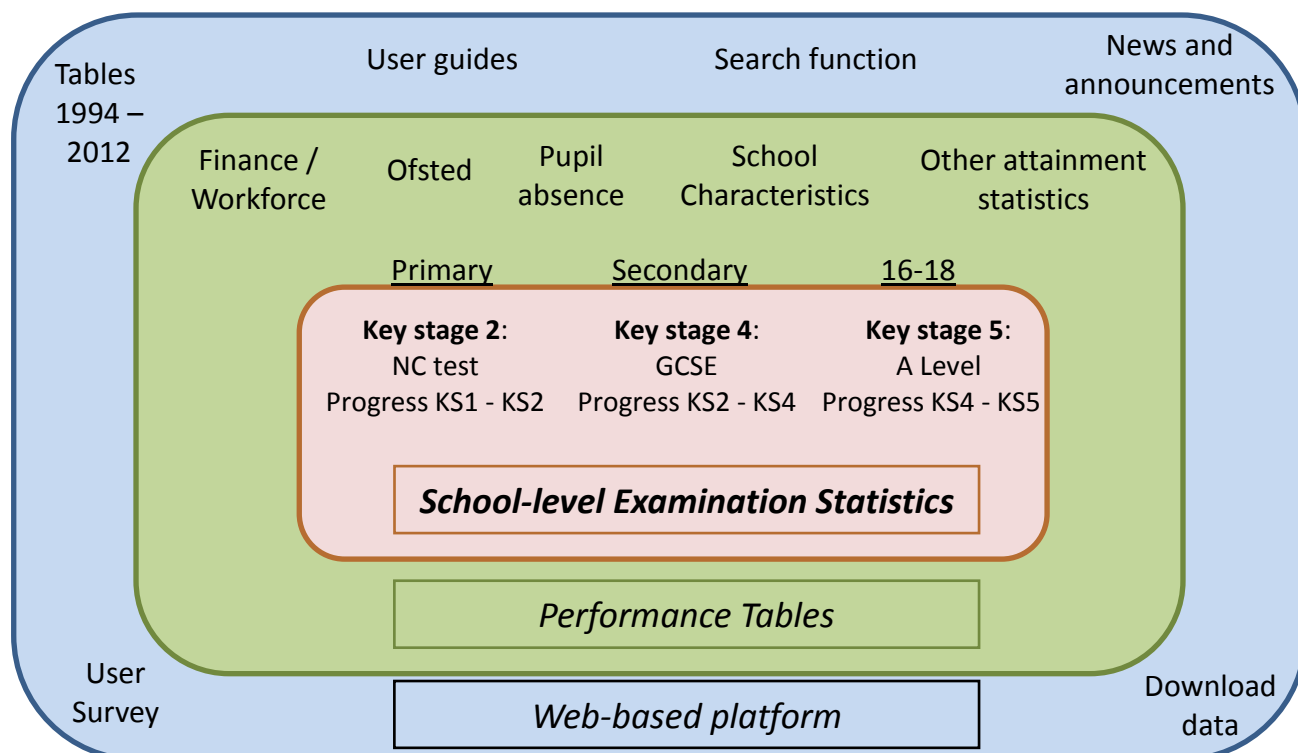 Tables
1994 –
2012
User guides
Search function
News and
announcements
Finance /
Workforce
Ofsted
Pupil
absence
School
Characteristics
Other attainment
statistics
Primary
Secondary
16-18
Key stage 2:
NC test
Progress KS1 - KS2
Key stage 4:
GCSE
Progress KS2 - KS4
Key stage 5:
A Level
Progress KS4 - KS5
School-level Examination Statistics
Performance Tables
User
Survey
Web-based platform
Download
data